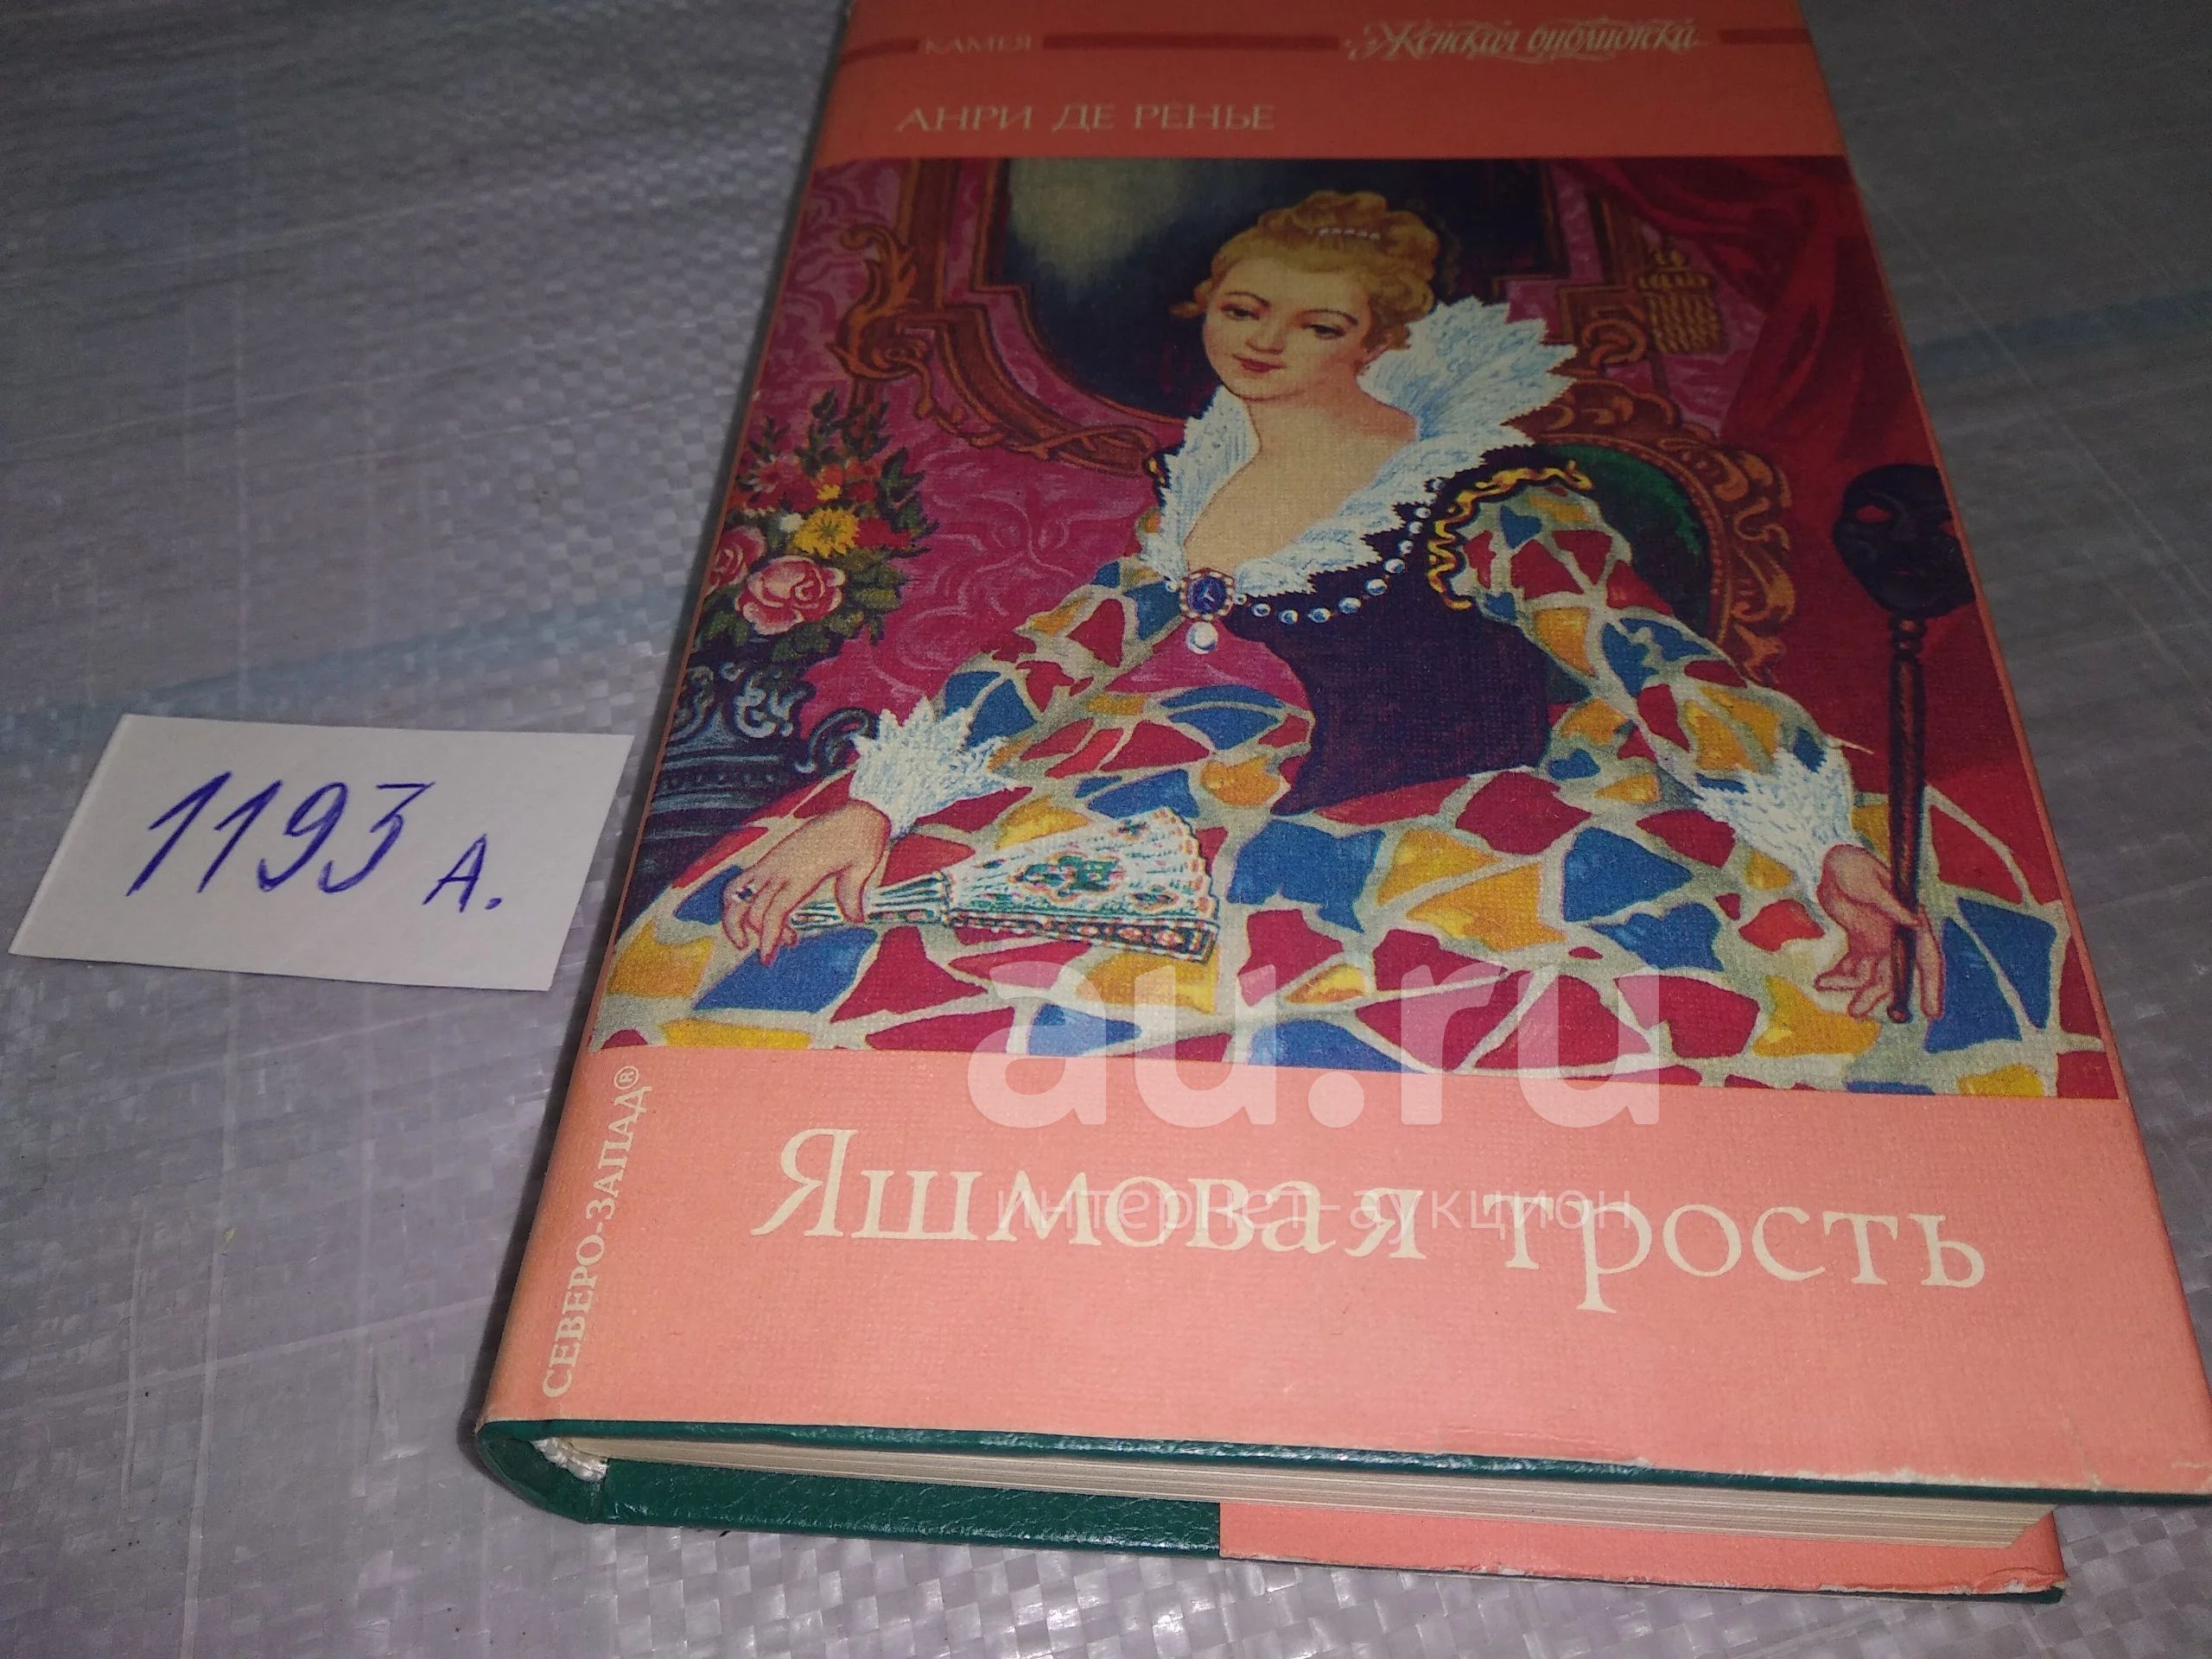 КАМЕЯ
Женская библиотека
АНРИ ДЕ РЕНЬЕ
1193 А.
au.ru
интернет-аукцион
СЕВЕРО-ЗАПАД®
Яшмовая трость